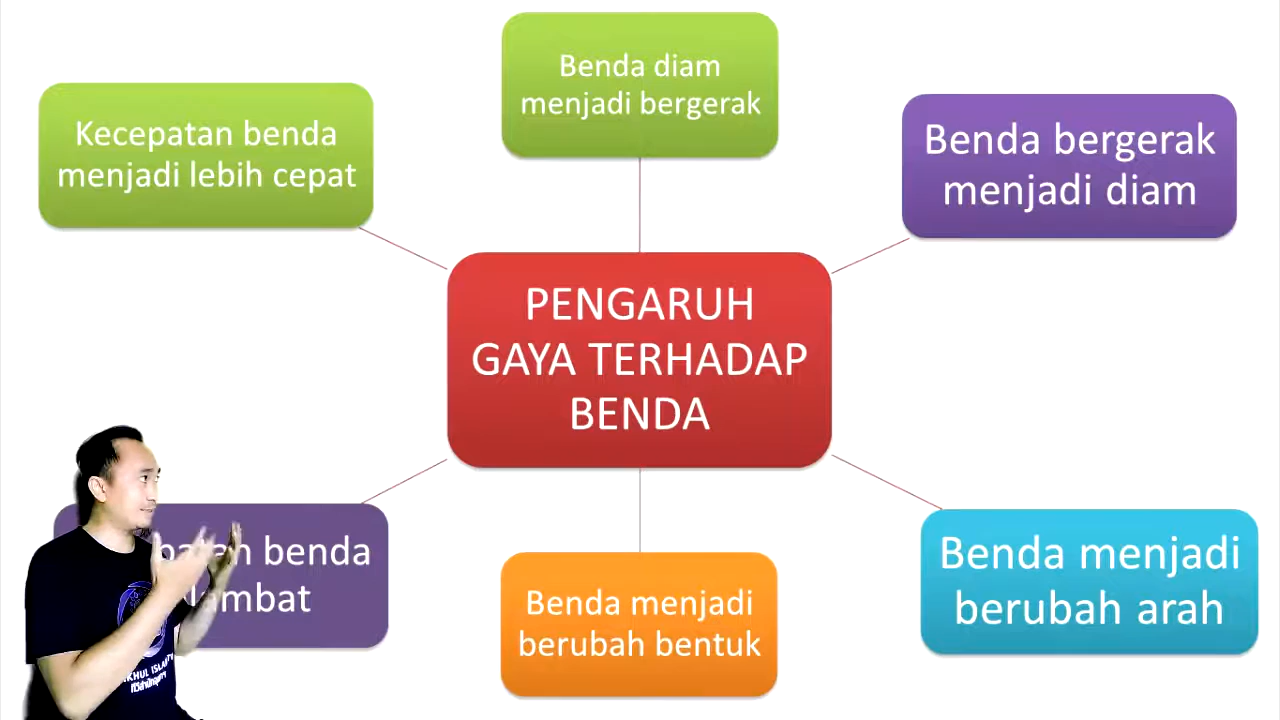 Benda diam
menjadi bergerak
Kecepatan benda
menjadi lebih cepat
Benda bergerak
menjadi diam
PENGARUH
GAYA TERHADAP
BENDA
benda
lambat
Benda menjadi
berubah bentuk
Benda menjadi
berubah arah